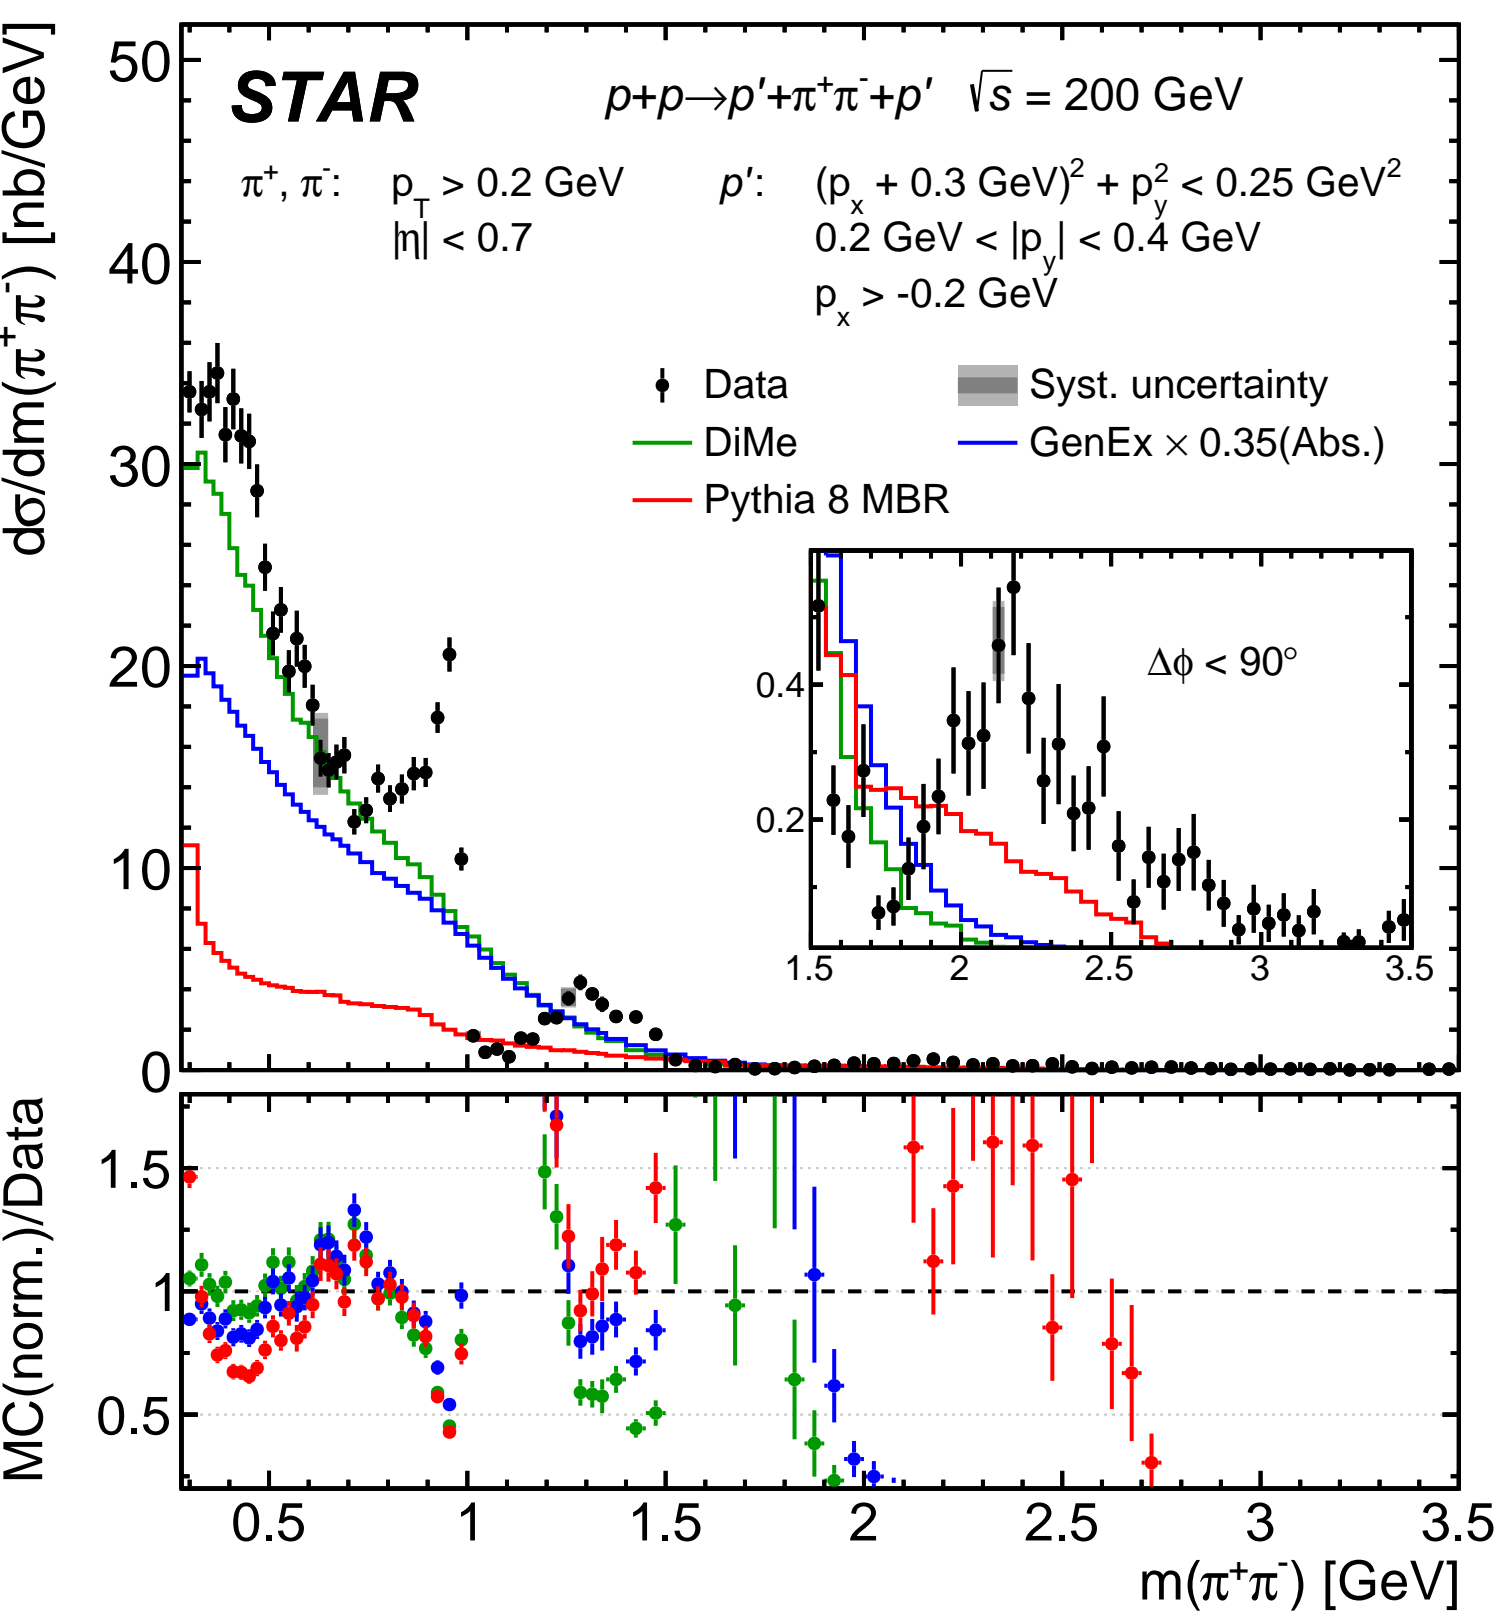 dσ/dm(π⁺π⁻) [nb/GeV]
50
40
30
20
10
0
STAR
p+p→p′+π⁺π⁻+p′ √s = 200 GeV
π⁺, π⁻: p_T > 0.2 GeV p′: (p_x + 0.3 GeV)² + p_y² < 0.25 GeV²
|η| < 0.7 0.2 GeV < |p_y| < 0.4 GeV
p_x > -0.2 GeV
Data Syst. uncertainty
DiMe GenEx × 0.35(Abs.)
Pythia 8 MBR
Δϕ < 90°
0.4
0.2
1.5 2 2.5 3 3.5
MC(norm.)/Data
1.5
1
0.5
0.5 1 1.5 2 2.5 3 3.5
m(π⁺π⁻) [GeV]